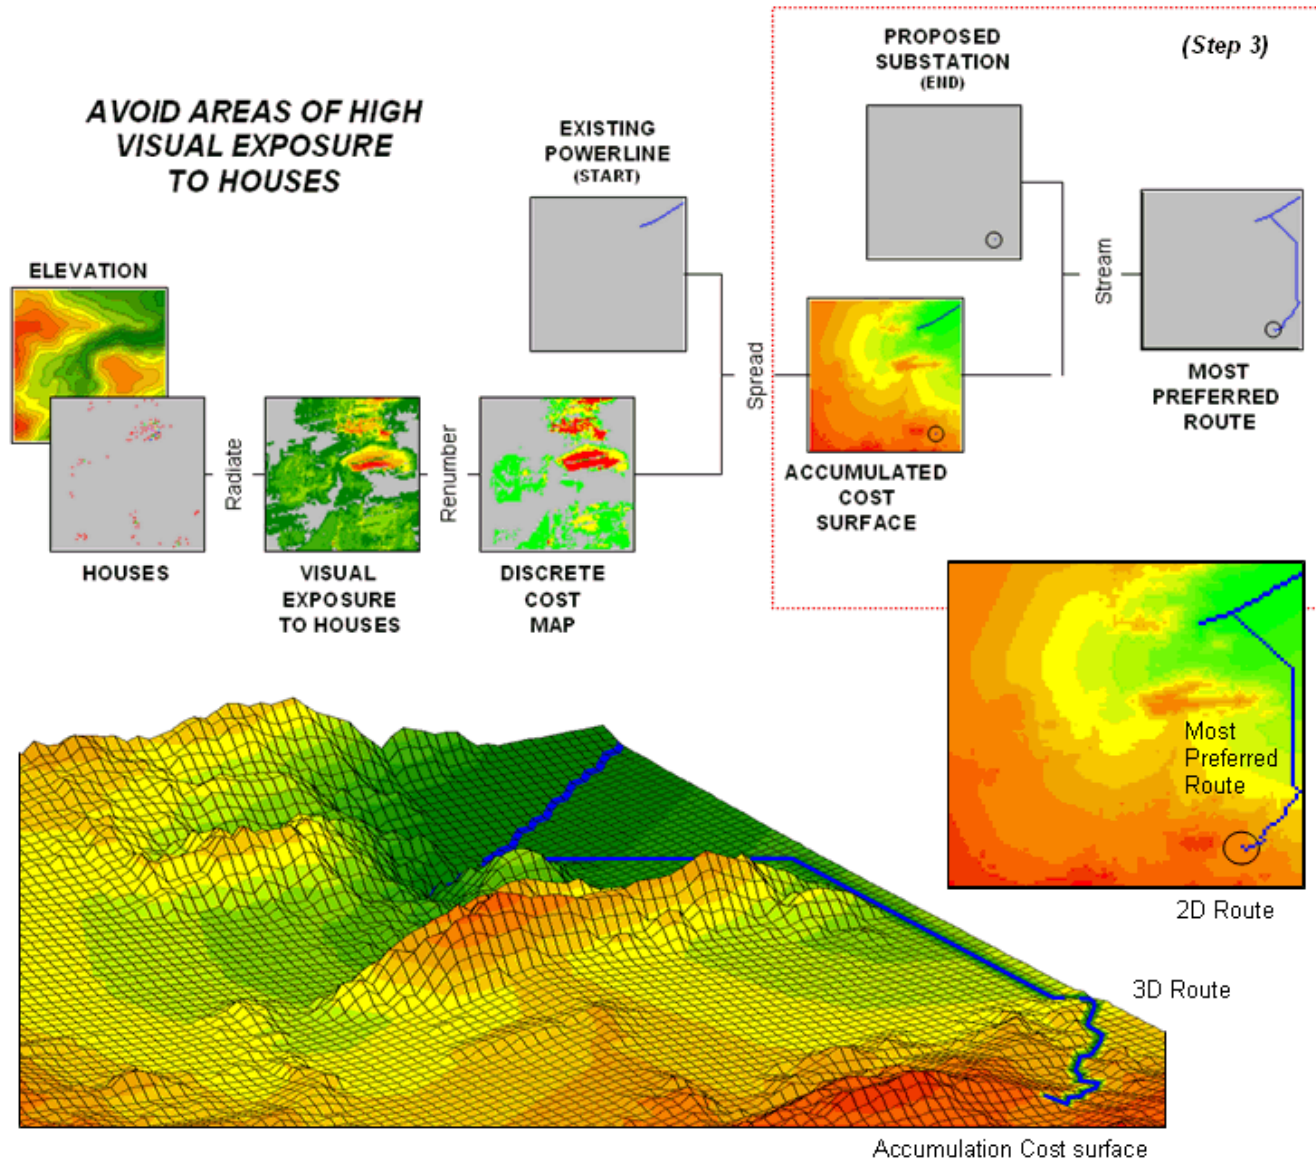 AVOID AREAS OF HIGH
VISUAL EXPOSURE
TO HOUSES
ELEVATION
HOUSES
Radiate
VISUAL
EXPOSURE
TO HOUSES
Renumber
DISCRETE
COST
MAP
EXISTING
POWERLINE
(START)
Spread
PROPOSED
SUBSTATION
(END)
(Step 3)
ACCUMULATED
COST
SURFACE
Stream
MOST
PREFERRED
ROUTE
Most
Preferred
Route
2D Route
3D Route
Accumulation Cost surface